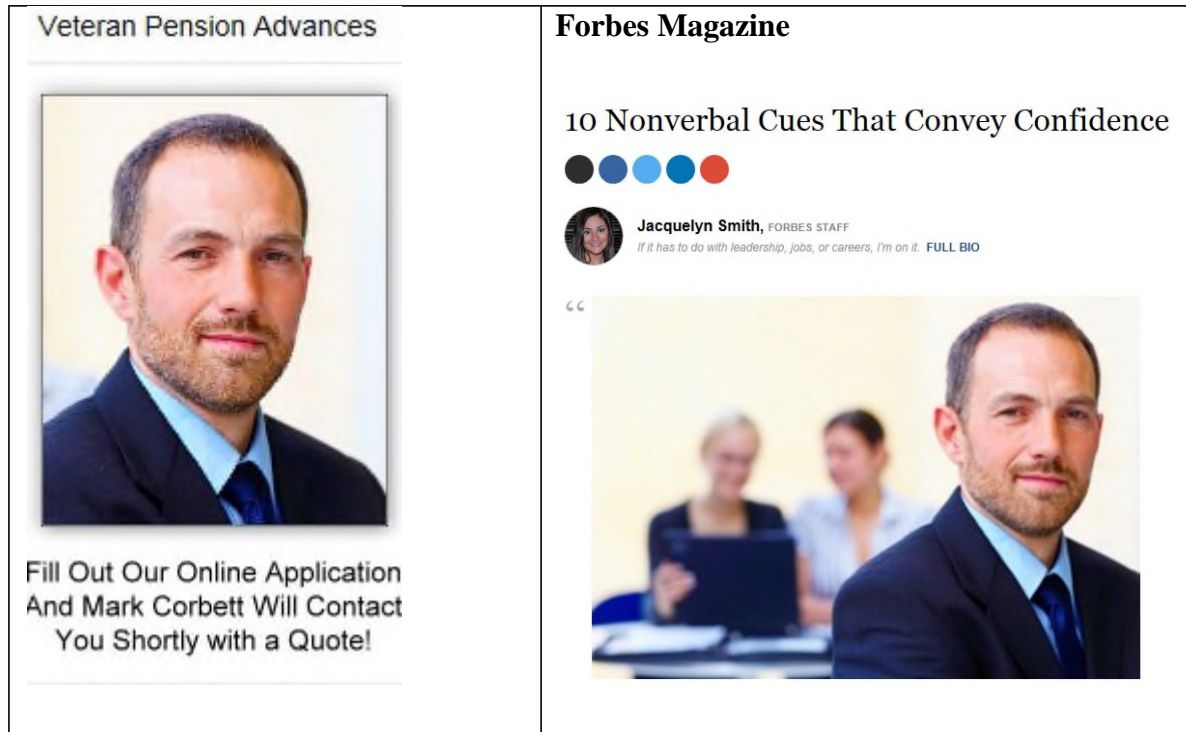 Veteran Pension Advances
Fill Out Our Online Application
And Mark Corbett Will Contact
You Shortly with a Quote!
Forbes Magazine
10 Nonverbal Cues That Convey Confidence
Jacquelyn Smith, FORBES STAFF
If it has to do with leadership, jobs, or careers, I'm on it. FULL BIO
“